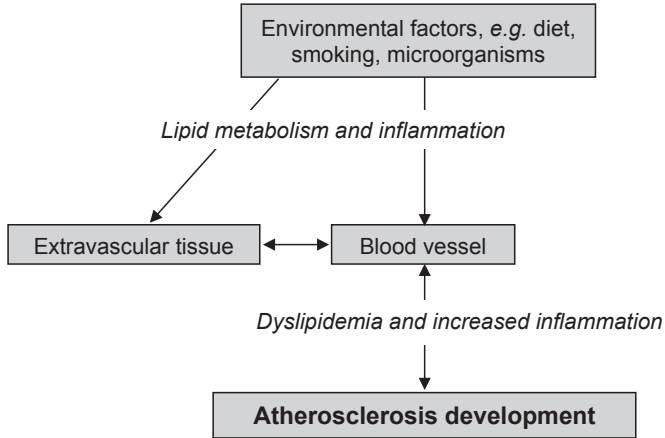 Environmental factors, e.g. diet,
smoking, microorganisms
Lipid metabolism and inflammation
Extravascular tissue
Blood vessel
Dyslipidemia and increased inflammation
Atherosclerosis development